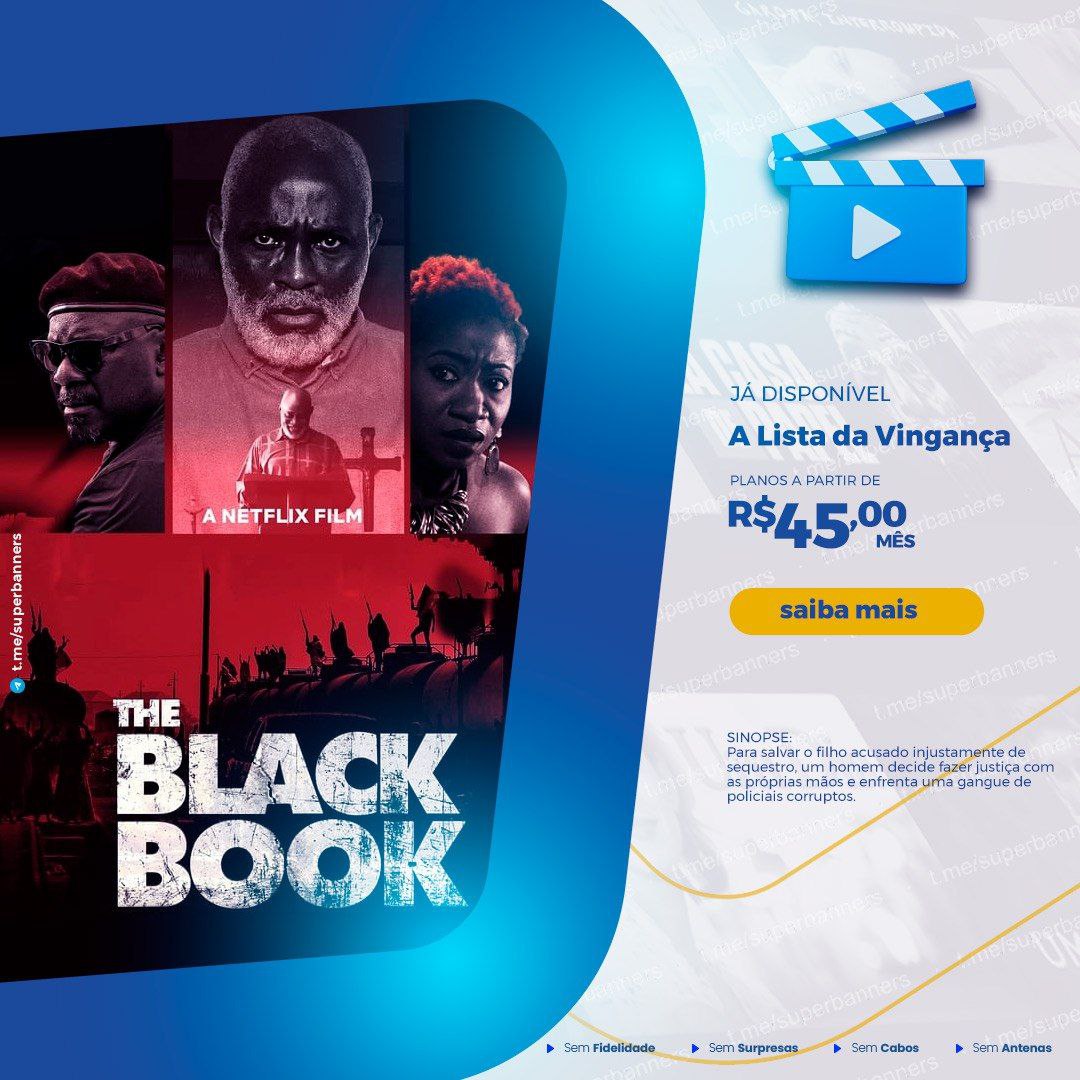 A NETFLIX FILM
THE
BLACK
BOOK
t.me/superbanners
JÁ DISPONÍVEL
A Lista da Vingança
PLANOS A PARTIR DE
R$45,00
MÊS
saiba mais
SINOPSE:
Para salvar o filho acusado injustamente de
sequestro, um homem decide fazer justiça com
as próprias mãos e enfrenta uma gangue de
policiais corruptos.
Sem Fidelidade
Sem Surpresas
Sem Cabos
Sem Antenas